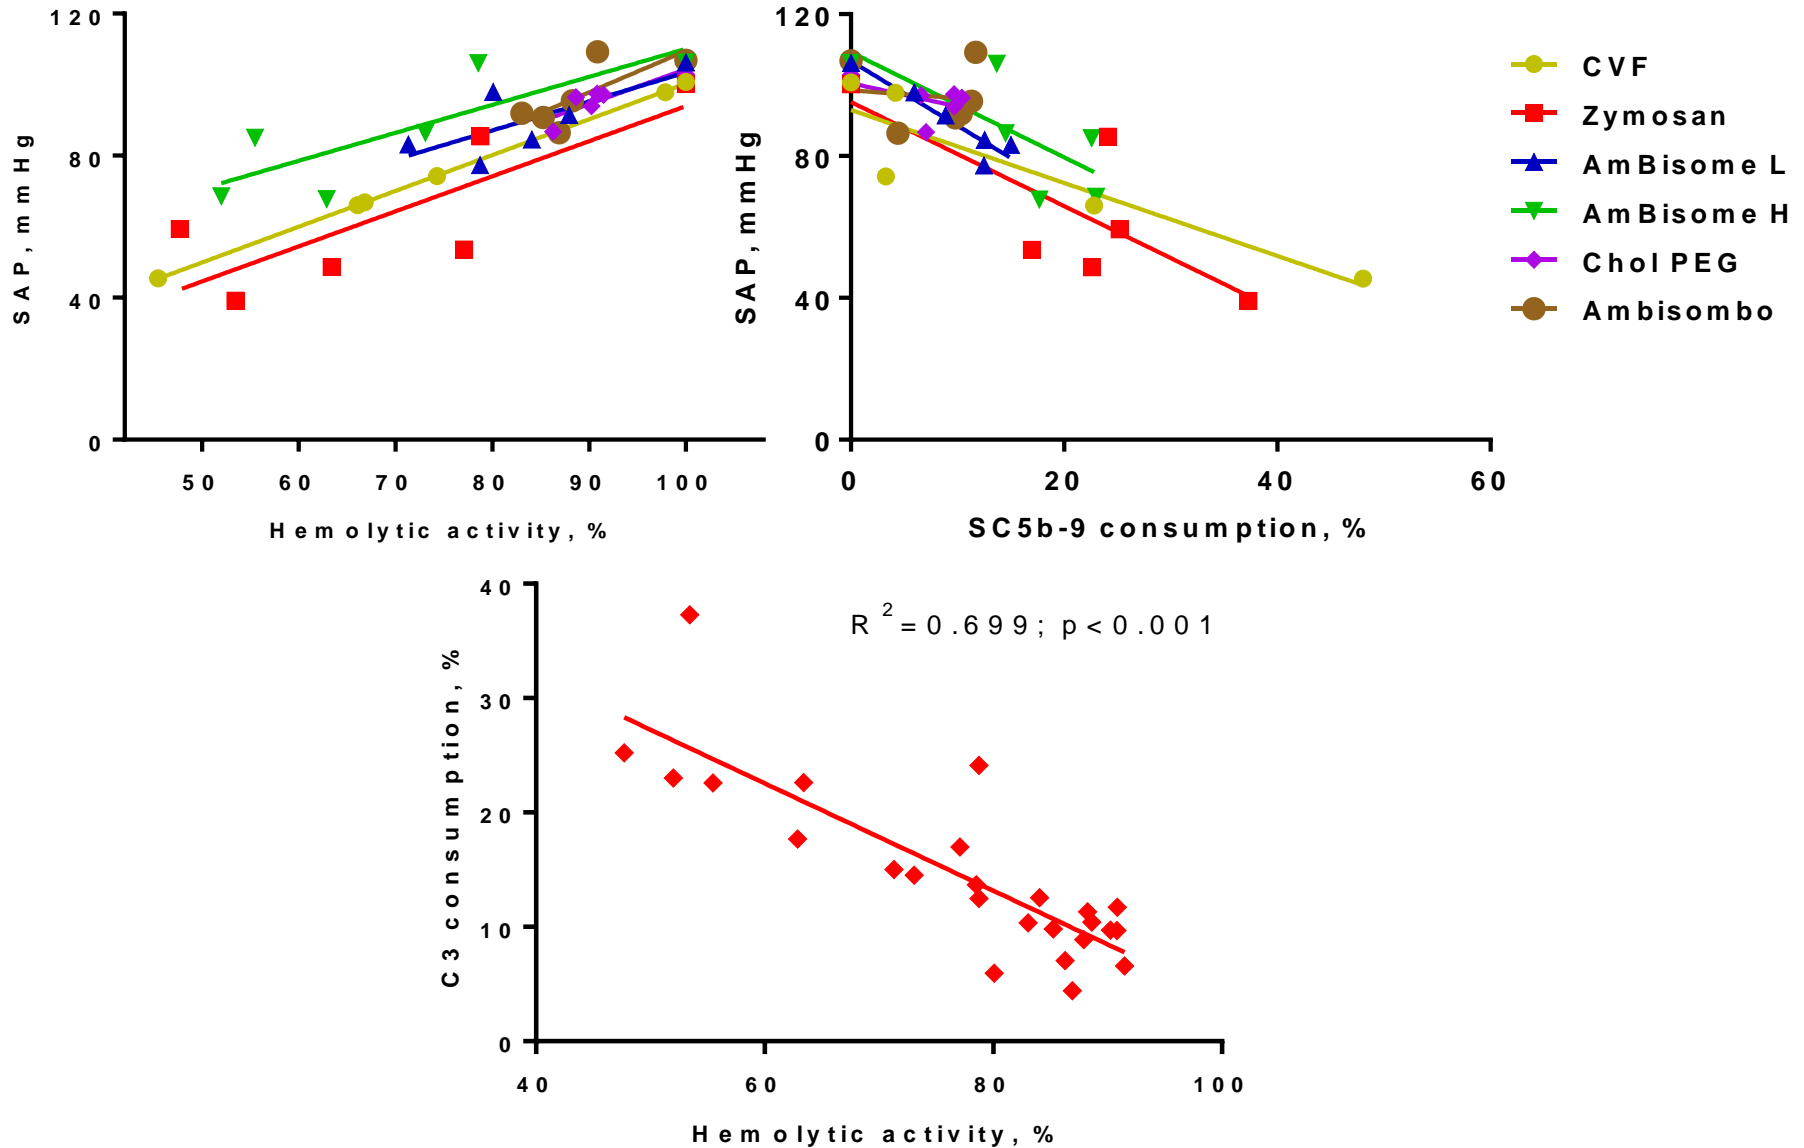 120
80
40
0
SAP, mmHg
50 60 70 80 90 100
Hemolytic activity, %
120
80
40
0
SAP, mmHg
0 20 40 60
SC5b-9 consumption, %
CVF
Zymosan
AmBisome L
AmBisome H
Chol PEG
Ambisombo
40
30
20
10
0
C3 consumption, %
R2=0.699; p<0.001
40 60 80 100
Hemolytic activity, %